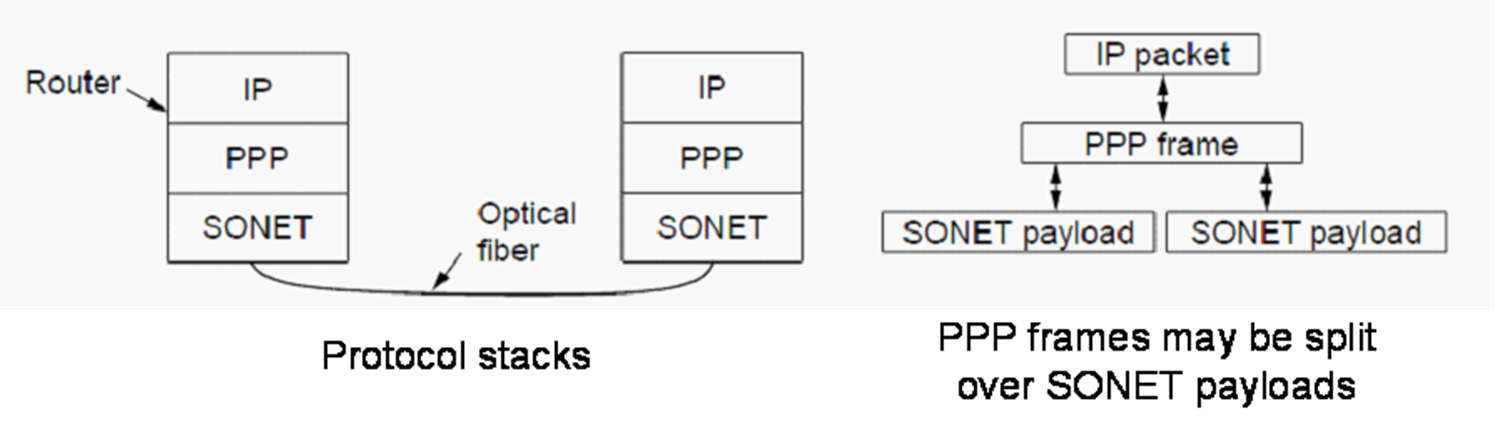 Router
IP
PPP
SONET
Optical
fiber
IP
PPP
SONET
Protocol stacks
IP packet
PPP frame
SONET payload
SONET payload
PPP frames may be split
over SONET payloads